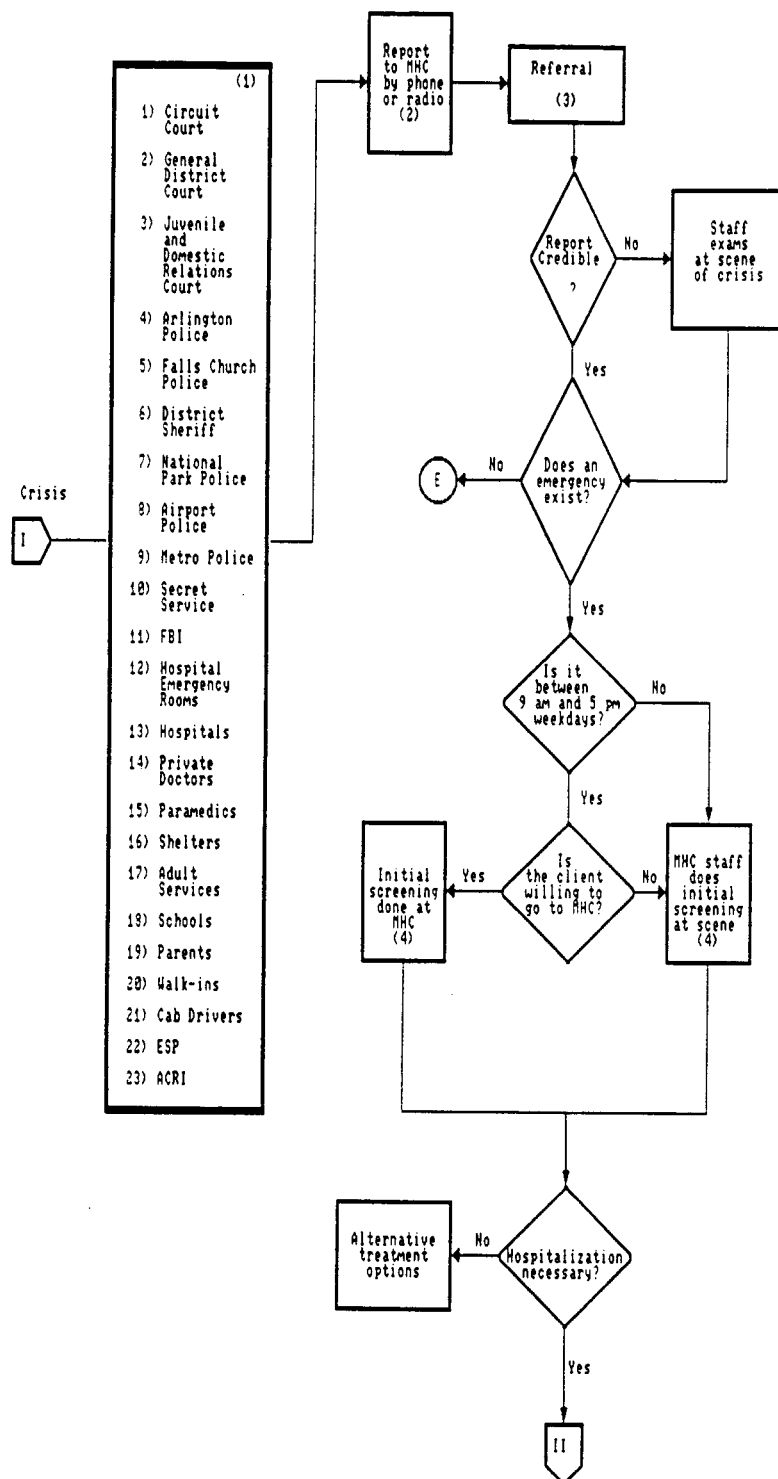 Crisis
I
(1)
1) Circuit
Court
2) General
District
Court
3) Juvenile
and
Domestic
Relations
Court
4) Arlington
Police
5) Falls Church
Police
6) District
Sheriff
7) National
Park Police
8) Airport
Police
9) Metro Police
10) Secret
Service
11) FBI
12) Hospital
Emergency
Rooms
13) Hospitals
14) Private
Doctors
15) Paramedics
16) Shelters
17) Adult
Services
18) Schools
19) Parents
20) Walk-ins
21) Cab Drivers
22) ESP
23) ACRI
Report
to MHC
by phone
or radio
(2)
Referral
(3)
Report
Credible
?
No
Staff
exams
at scene
of crisis
Yes
Does an
emergency
exist?
No
E
Yes
Is it
between
9 am and 5 pm
weekdays?
No
Yes
Is
the client
willing to
go to MHC?
Yes
Initial
screening
done at
MHC
(4)
No
MHC staff
does
initial
screening
at scene
(4)
Hospitalization
necessary?
No
Alternative
treatment
options
Yes
II